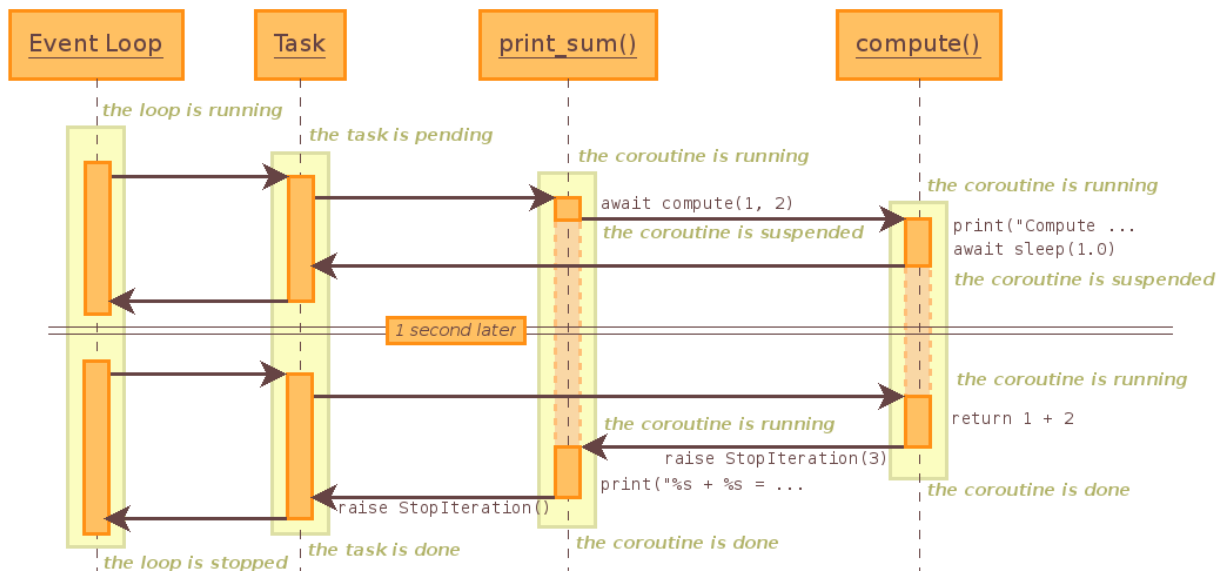 Event Loop
Task
print_sum()
compute()
the loop is running
the task is pending
the coroutine is running
the coroutine is running
await compute(1, 2)
print("Compute ...
the coroutine is suspended
await sleep(1.0)
the coroutine is suspended
1 second later
the coroutine is running
return 1 + 2
the coroutine is running
raise StopIteration(3)
print("%s + %s = ...
the coroutine is done
raise StopIteration()
the coroutine is done
the task is done
the loop is stopped